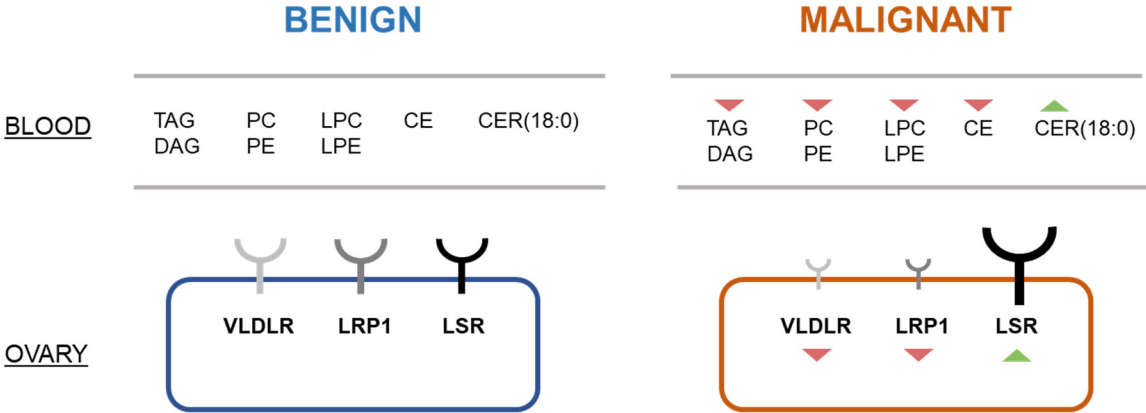 BENIGN
MALIGNANT
BLOOD
TAG PC LPC CE CER(18:0)
DAG PE LPE
TAG PC LPC CE CER(18:0)
DAG PE LPE
OVARY
VLDLR LRP1 LSR
VLDLR LRP1 LSR